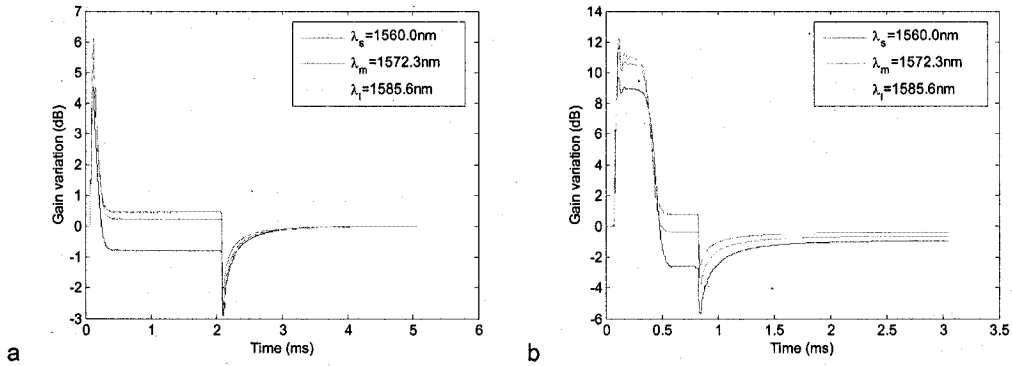 7
6
5
4
3
2
1
0
-1
-2
-3
Gain variation (dB)
λs=1560.0nm
λm=1572.3nm
λl=1585.6nm
0 1 2 3 4 5 6
Time (ms)
a
14
12
10
8
6
4
2
0
-2
-4
-6
Gain variation (dB)
λs=1560.0nm
λm=1572.3nm
λl=1585.6nm
0 0.5 1 1.5 2 2.5 3 3.5
Time (ms)
b